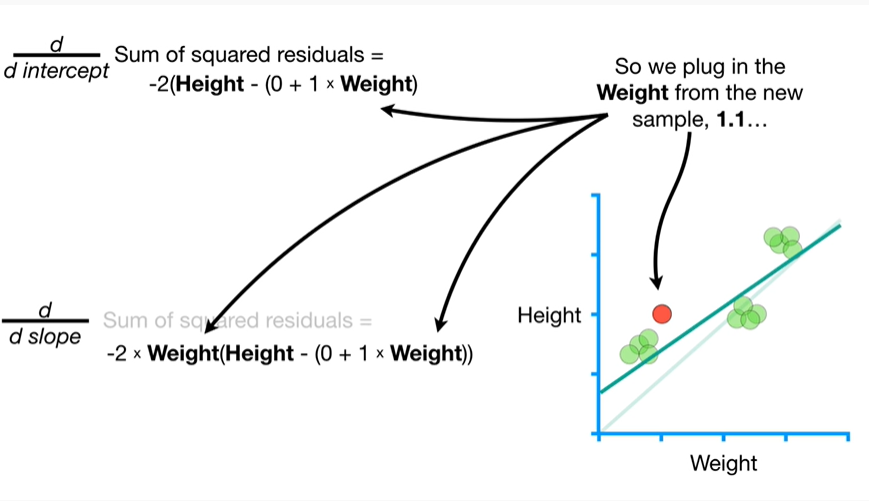 d
d intercept
Sum of squared residuals =
-2(Height - (0 + 1 × Weight)
So we plug in the
Weight from the new
sample, 1.1…
d
d slope
Sum of squared residuals =
-2 × Weight(Height - (0 + 1 × Weight))
Height
Weight